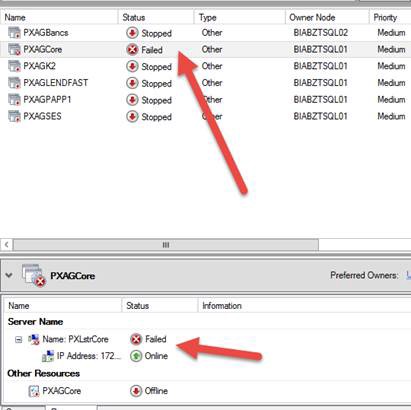 Name Status Type Owner Node Priority
PXAGBancs Stopped Other BIABZTSQL02 Medium
PXAGCore Failed Other BIABZTSQL01 Medium
PXAGK2 Stopped Other BIABZTSQL01 Medium
PXAGLENDFAST Stopped Other BIABZTSQL01 Medium
PXAGPAPP1 Stopped Other BIABZTSQL01 Medium
PXAGSES Stopped Other BIABZTSQL01 Medium
PXAGCore Preferred Owners:
Name Status Information
Server Name
Name: PXLstrCore Failed
IP Address: 172... Online
Other Resources
PXAGCore Offline